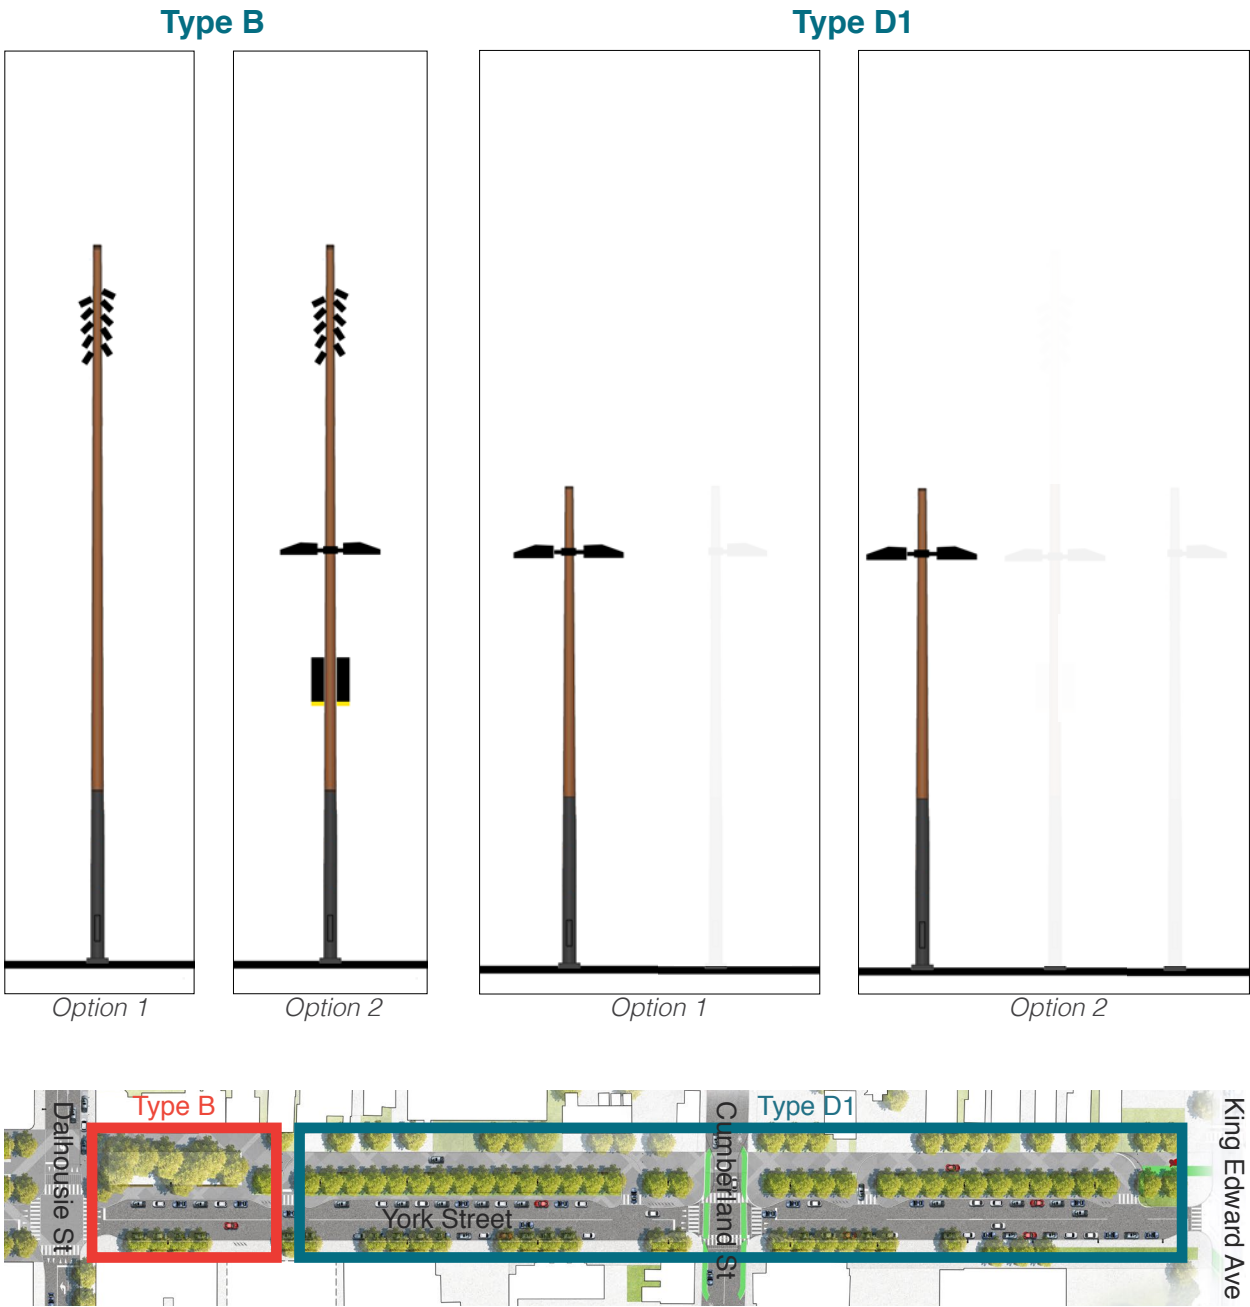 Type B
Type D1
Option 1
Option 2
Option 1
Option 2
Type B
Type D1
Dalhousie St
Cumberland St
King Edward Ave
York Street